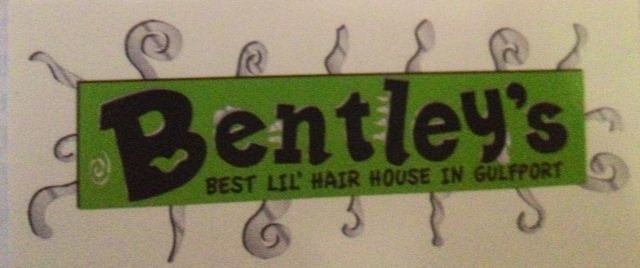 Bentley's
BEST LIL' HAIR HOUSE IN GULFPORT